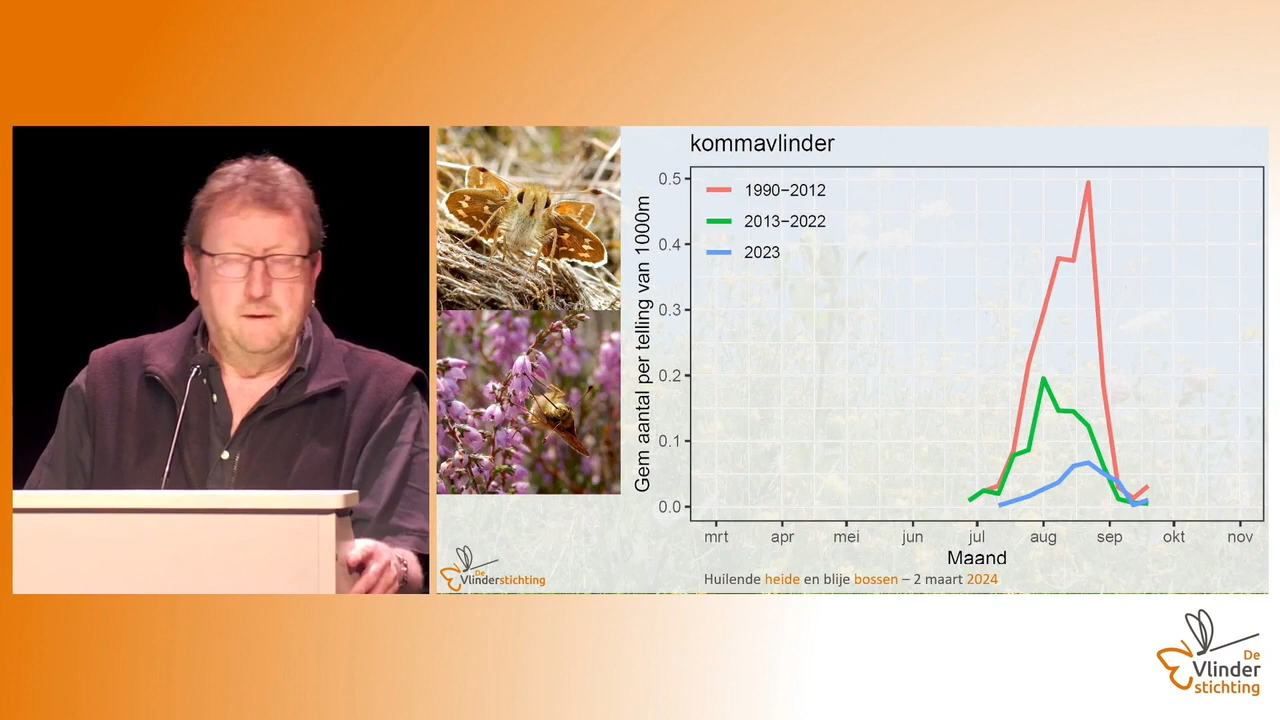 kommavlinder
1990−2012
2013−2022
2023
Gem aantal per telling van 1000m
0.5
0.4
0.3
0.2
0.1
0.0
mrt apr mei jun jul aug sep okt nov
Maand
De
Vlinderstichting
Huilende heide en blije bossen – 2 maart 2024
De
Vlinder
stichting